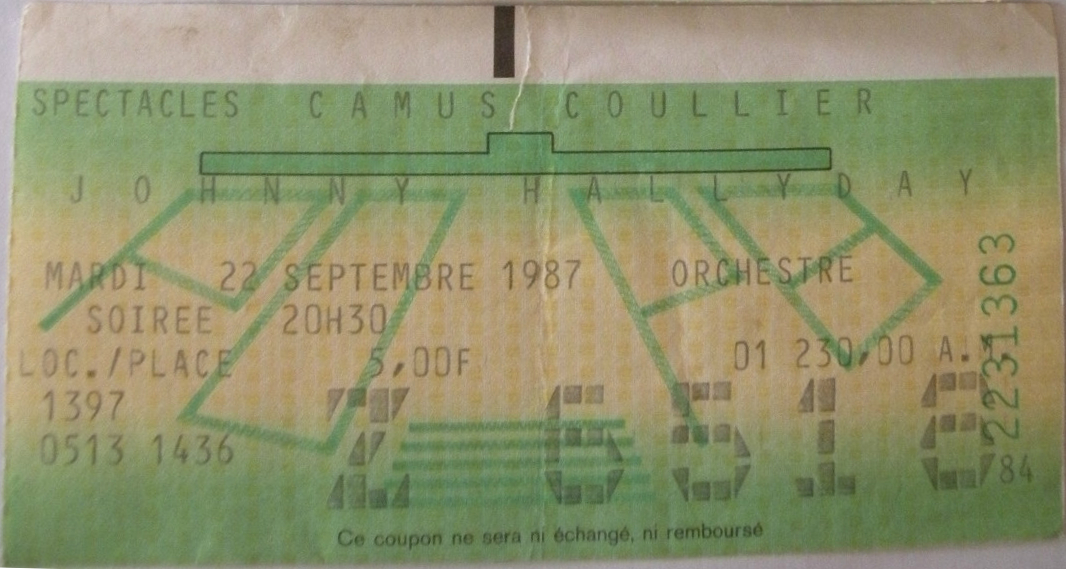 SPECTACLES CAMUS COULLIER
JOHNNY HALLYDAY
MARDI 22 SEPTEMBRE 1987 ORCHESTRE
SOIREE 20H30
LOC./PLACE 5,00F 01 230,00 A.M
1397
0513 1436
Z 6518
84
2231363
Ce coupon ne sera ni échangé, ni remboursé